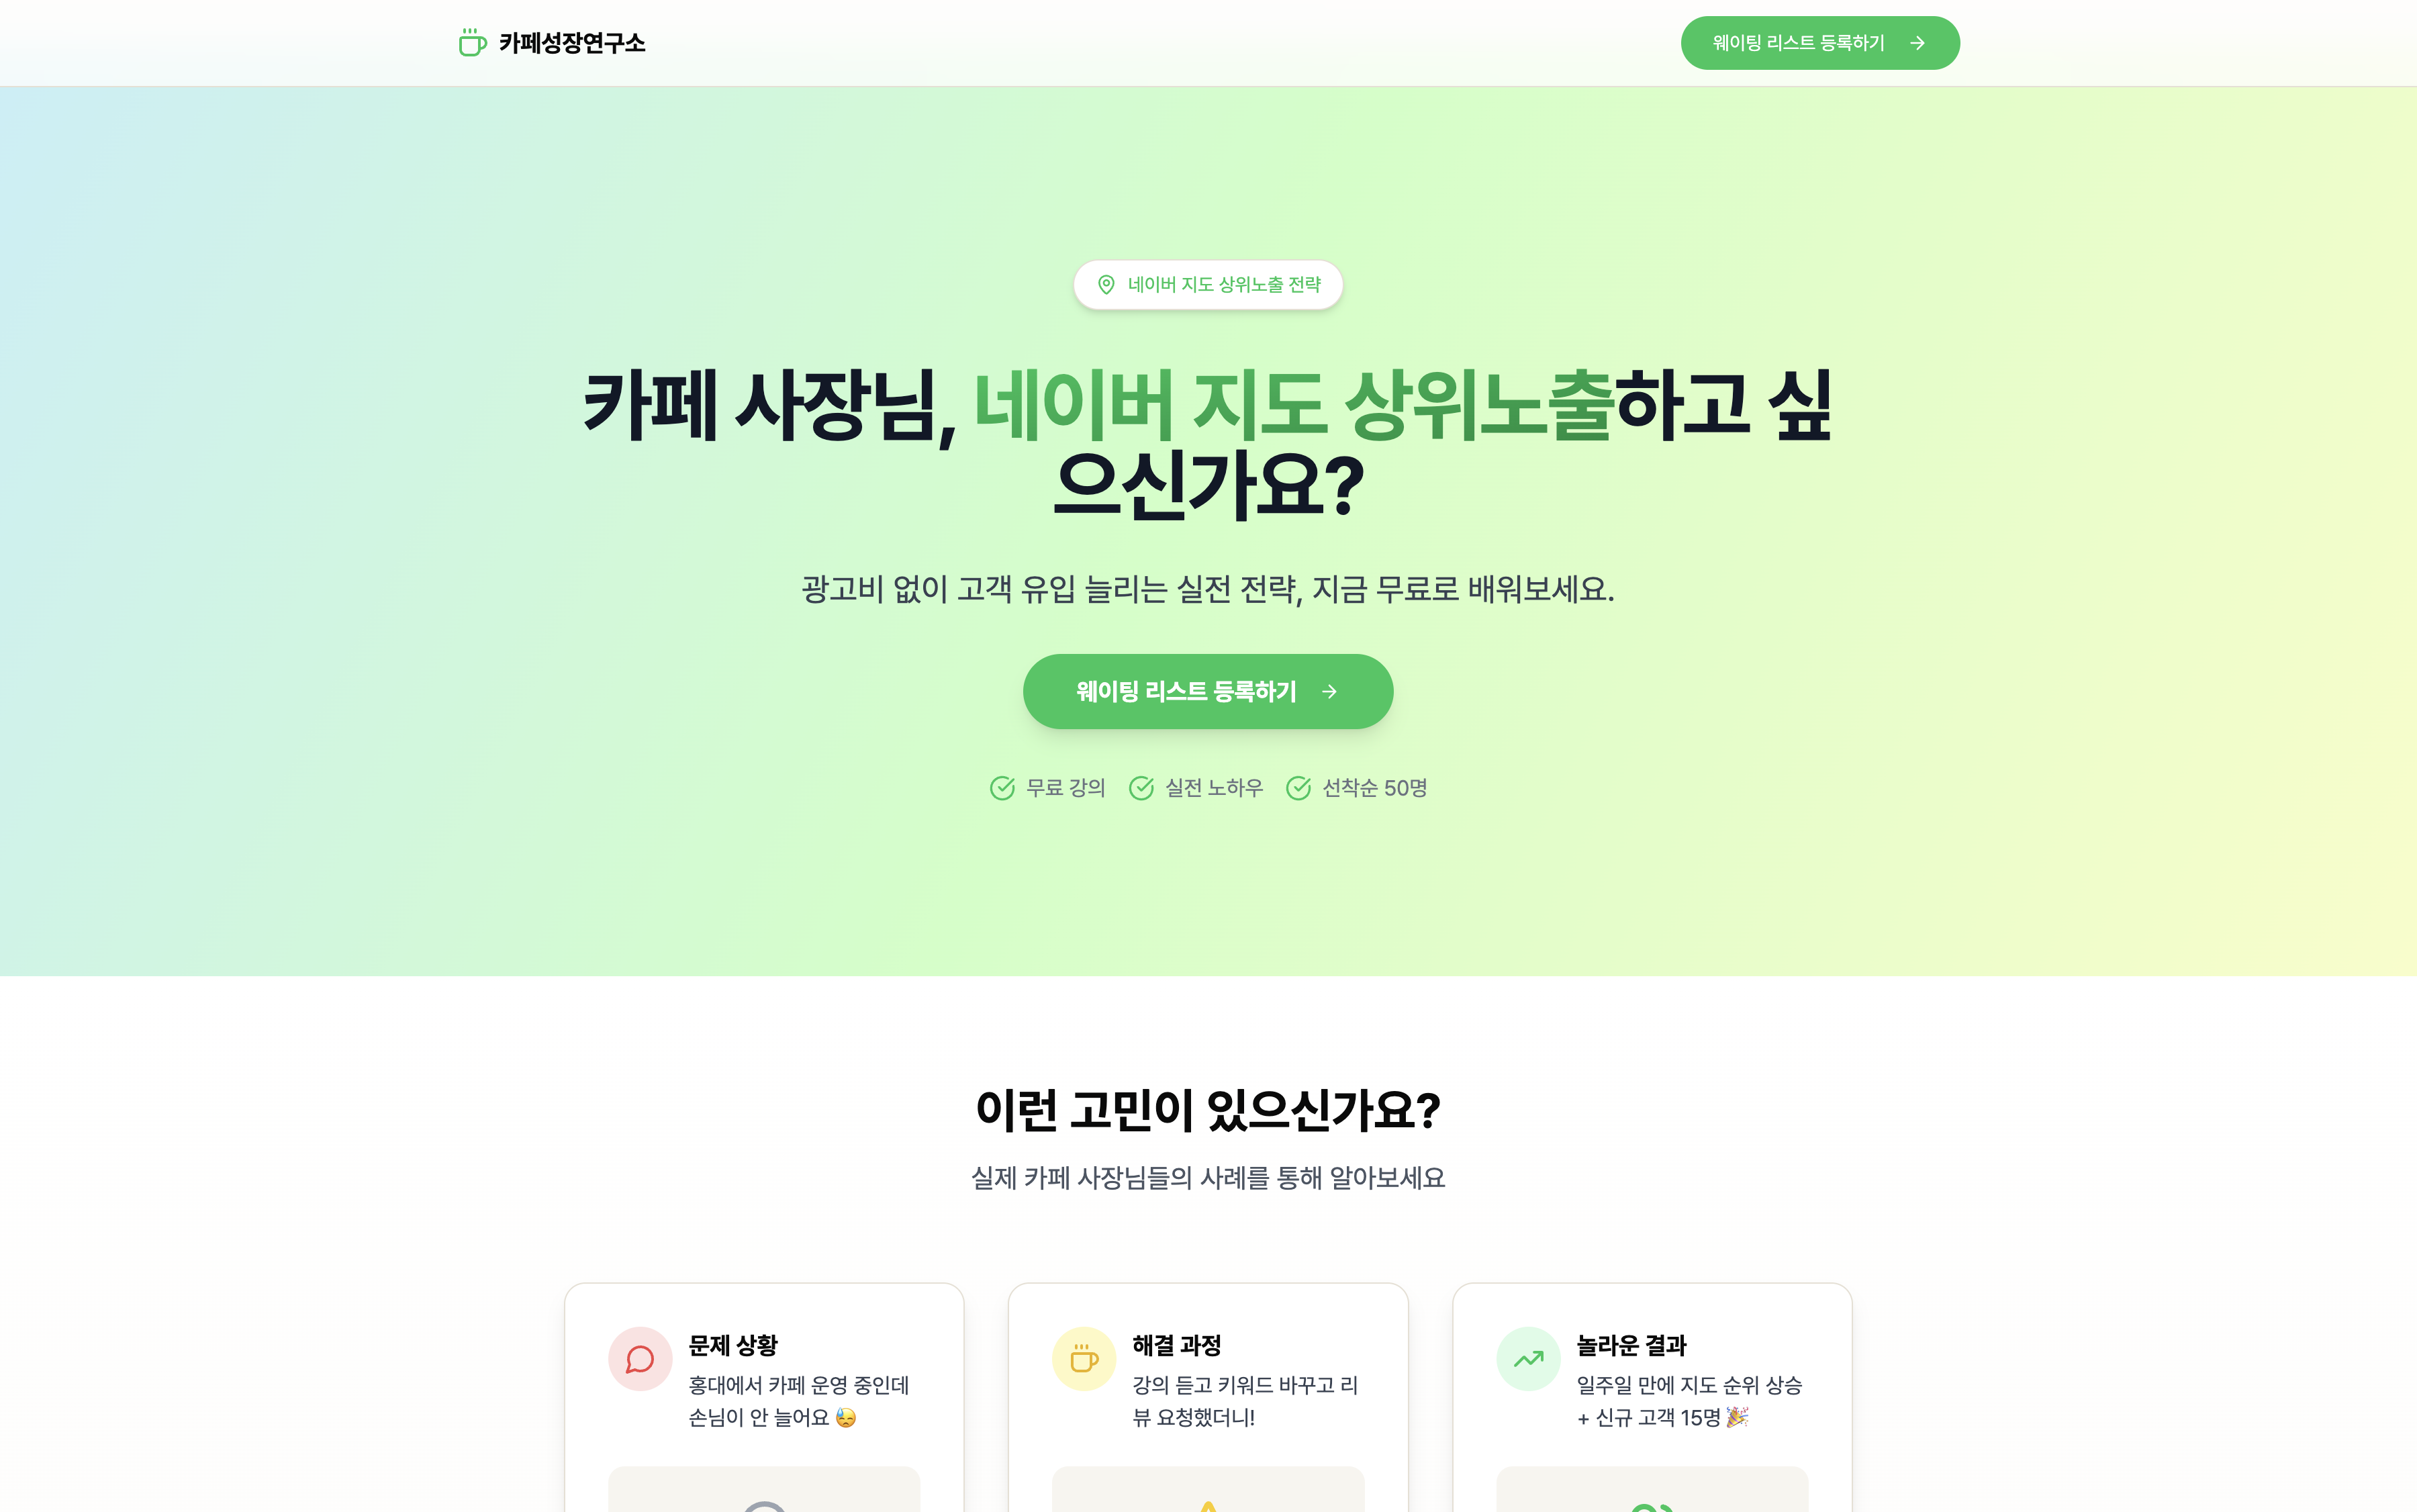 카페성장연구소
웨이팅 리스트 등록하기
네이버 지도 상위노출 전략
카페 사장님, 네이버 지도 상위노출하고 싶
으신가요?
광고비 없이 고객 유입 늘리는 실전 전략, 지금 무료로 배워보세요.
웨이팅 리스트 등록하기
무료 강의 실전 노하우 선착순 50명
이런 고민이 있으신가요?
실제 카페 사장님들의 사례를 통해 알아보세요
문제 상황
홍대에서 카페 운영 중인데
손님이 안 늘어요 😓
해결 과정
강의 듣고 키워드 바꾸고 리
뷰 요청했더니!
놀라운 결과
일주일 만에 지도 순위 상승
+ 신규 고객 15명 🎉